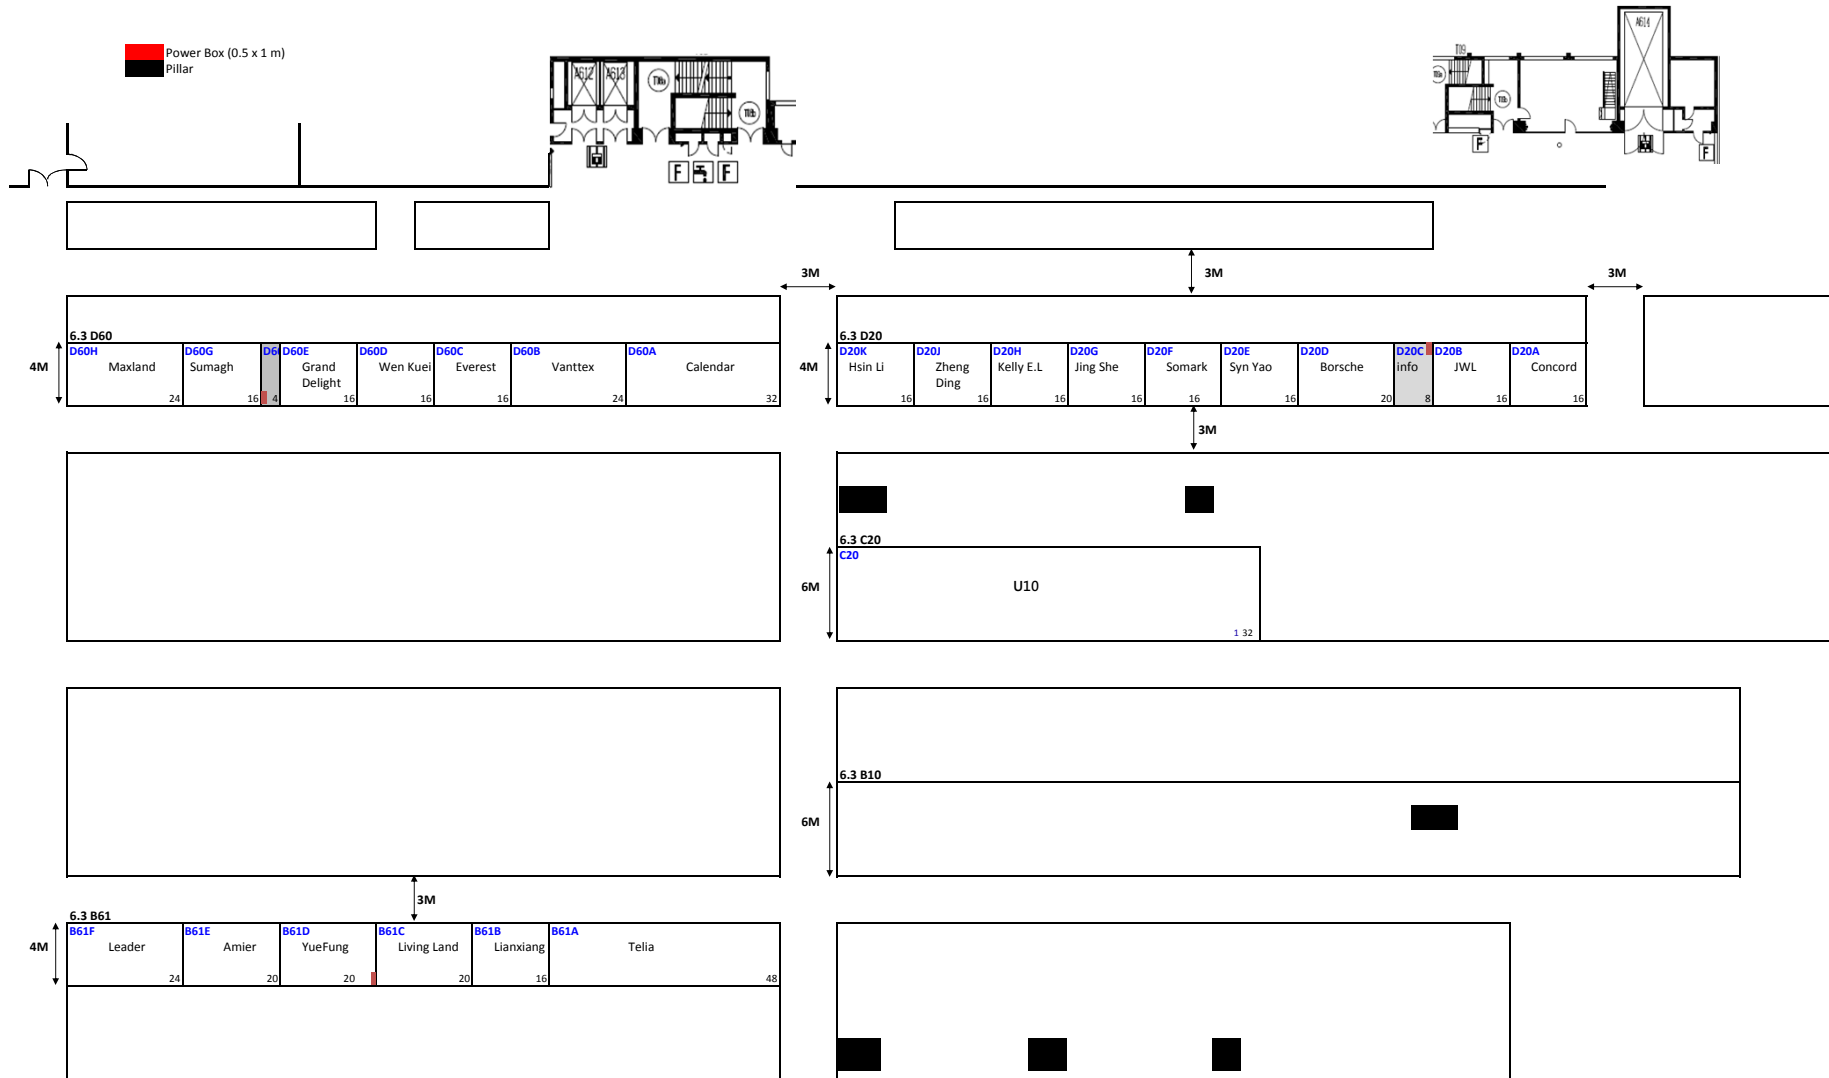 A614
T09
Power Box (0.5 x 1 m)
Pillar
A612 A613
F
F F
F
3M 3M 3M
6.3 D60 6.3 D20
D60H D60G D60E D60D D60C D60B D60A D20K D20J D20H D20G D20F D20E D20D D20C D20B D20A
4M Maxland Sumagh Grand Wen Kuei Everest Vanttex Calendar 4M Hsin Li Zheng Kelly E.L Jing She Somark Syn Yao Borsche info JWL Concord
Delight Ding
24 16 4 16 16 16 24 32 16 16 16 16 16 16 20 8 16 16
3M
6.3 C20
C20
6M U10
1 32
6.3 B10
6M
3M
6.3 B61
B61F B61E B61D B61C B61B B61A
4M Leader Amier YueFung Living Land Lianxiang Telia
24 20 20 20 16 48